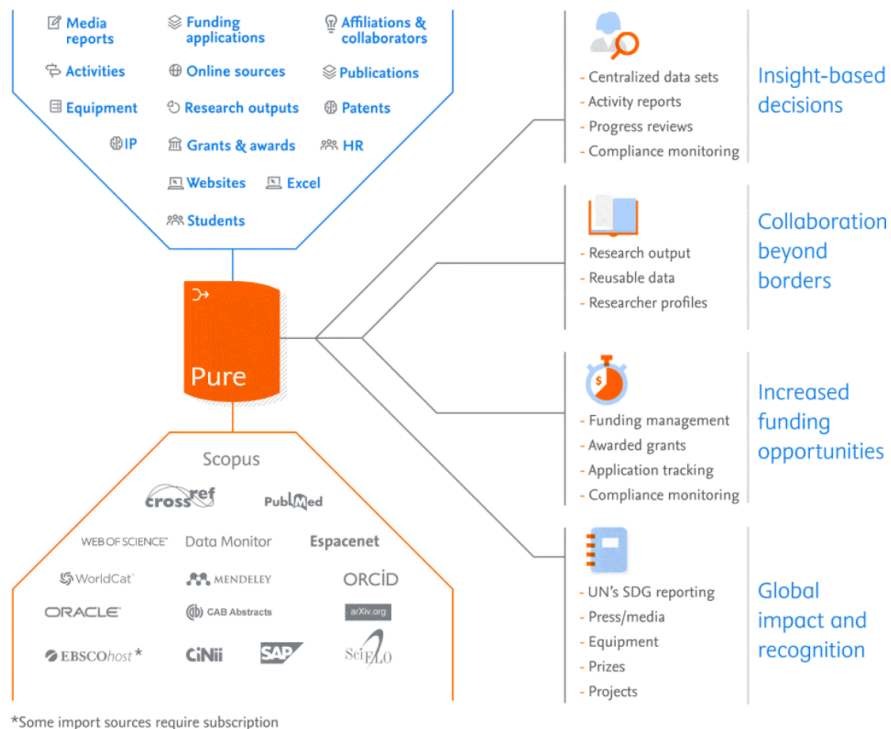 Media reports
Funding applications
Affiliations & collaborators
Activities
Online sources
Publications
Equipment
Research outputs
Patents
IP
Grants & awards
HR
Websites
Excel
Students
Pure
Scopus
crossref
PubMed
WEB OF SCIENCE™
Data Monitor
Espacenet
WorldCat®
MENDELEY
ORCID
ORACLE®
CAB Abstracts
arXiv.org
EBSCOhost*
CiNii
SAP
SciELO
*Some import sources require subscription
- Centralized data sets
- Activity reports
- Progress reviews
- Compliance monitoring
Insight-based
decisions
- Research output
- Reusable data
- Researcher profiles
Collaboration
beyond
borders
$
- Funding management
- Awarded grants
- Application tracking
- Compliance monitoring
Increased
funding
opportunities
- UN's SDG reporting
- Press/media
- Equipment
- Prizes
- Projects
Global
impact and
recognition